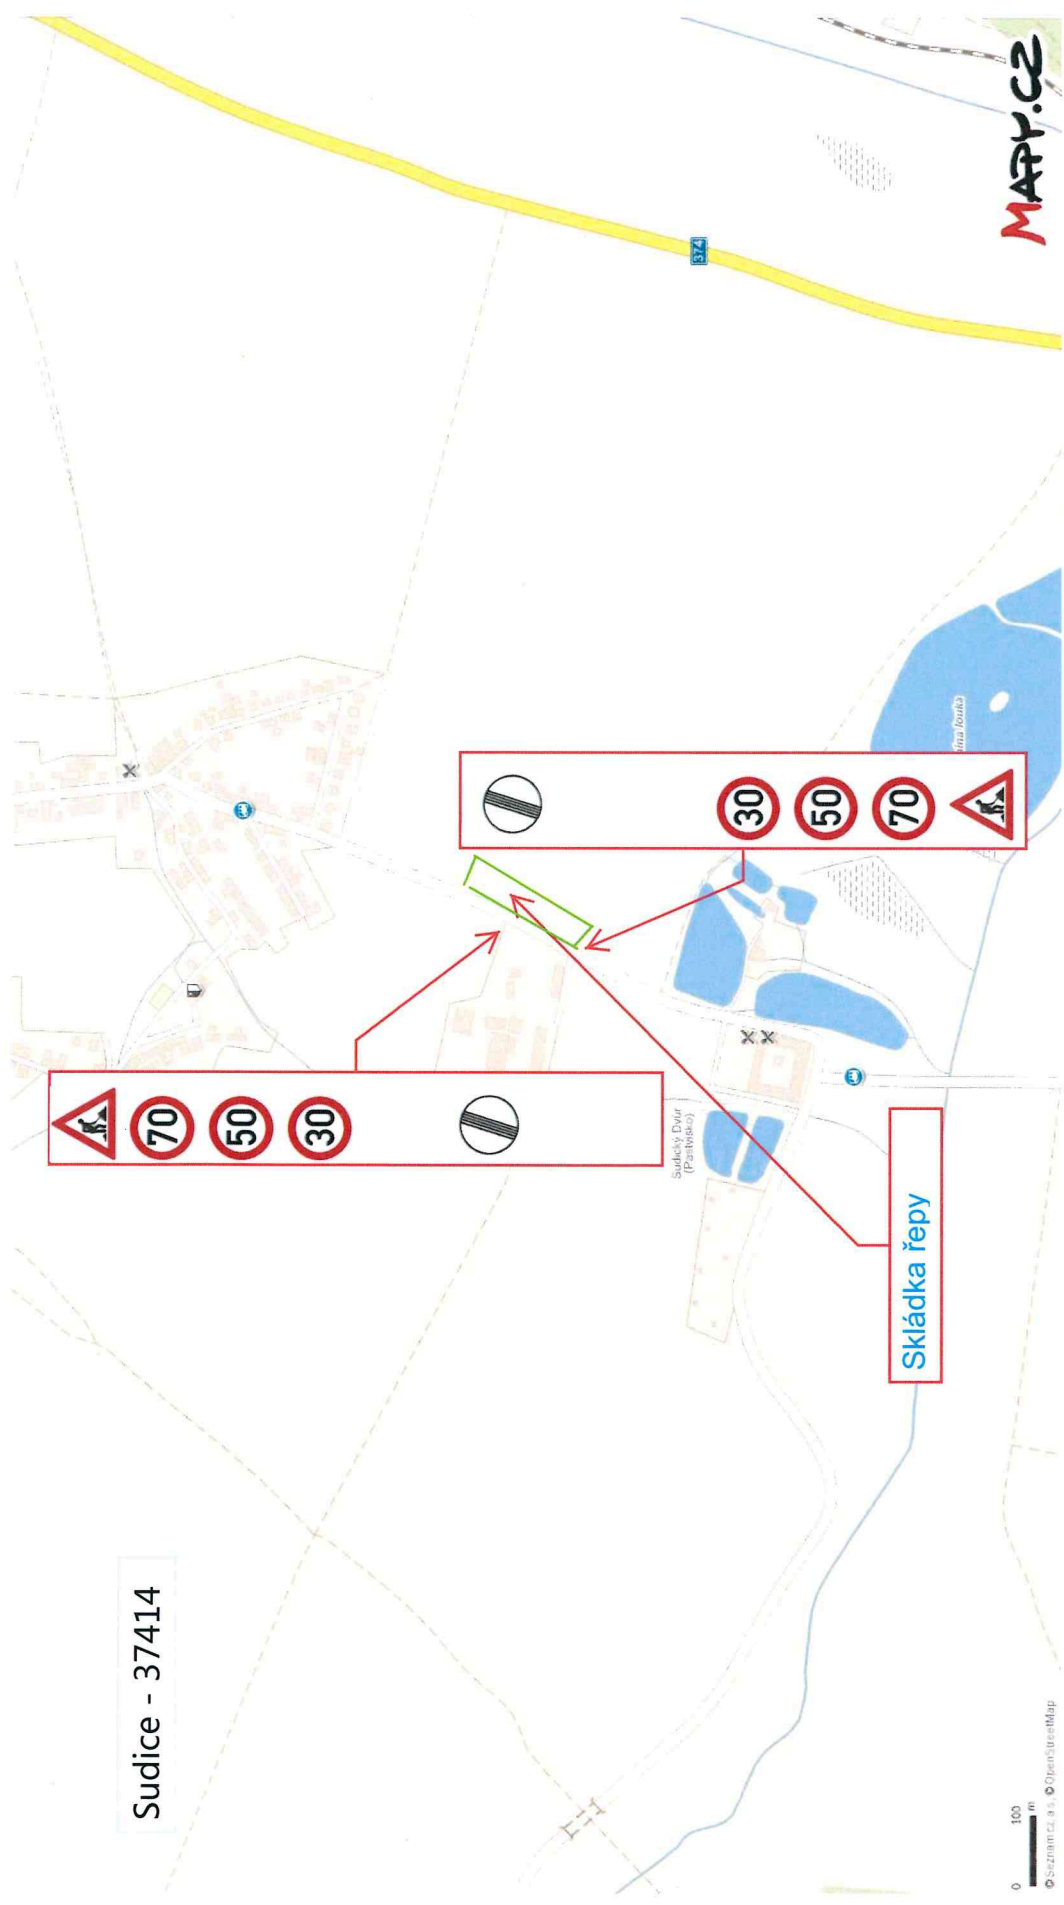 Sudice - 37414
70
50
30
30
50
70
374
Sudický Dvůr
(Pastvisko)
Skládka řepy
MAPY.CZ
0 100
m
© Seznam.cz, a.s., © OpenStreetMap